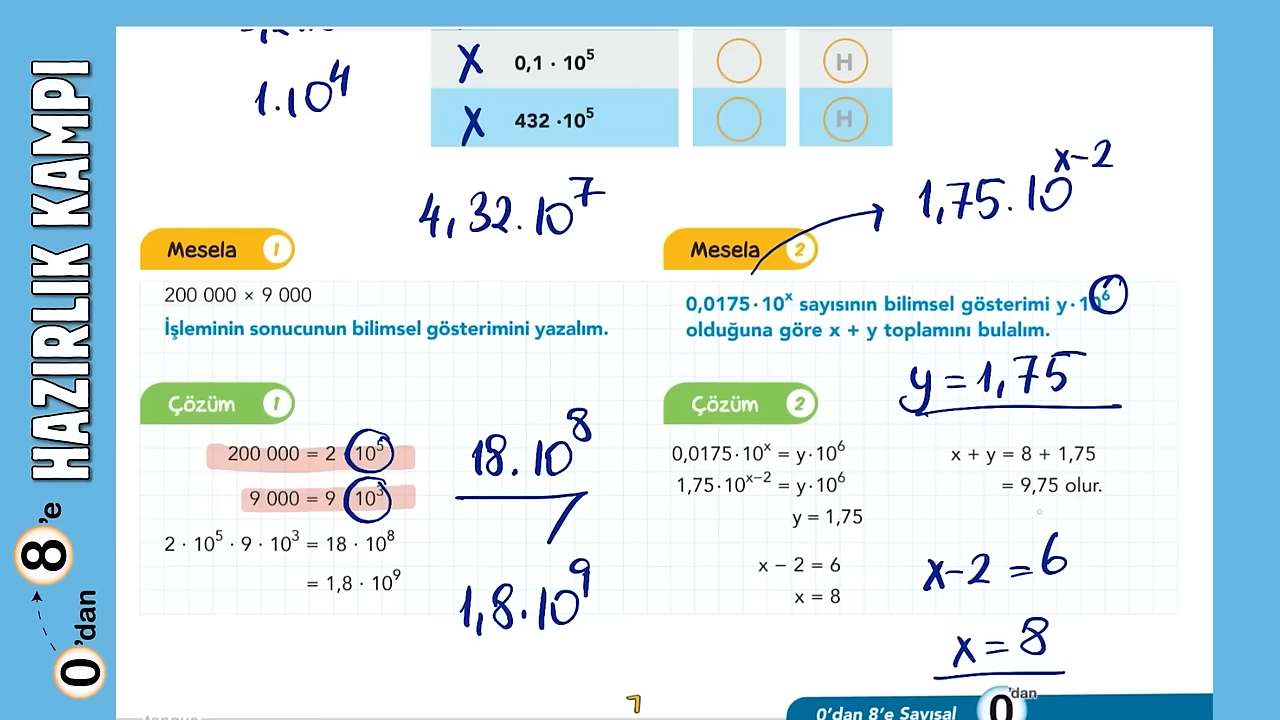 1.10⁴
X 0,1 · 10⁵ H
X 432 ·10⁵ H
4,32.10⁷
1,75.10ˣ⁻²
Mesela 1
200 000 × 9 000
İşleminin sonucunun bilimsel gösterimini yazalım.
Çözüm 1
200 000 = 2 · 10⁵
9 000 = 9 · 10³
2 · 10⁵ · 9 · 10³ = 18 · 10⁸
= 1,8 · 10⁹
18.10⁸
1,8.10⁹
Mesela 2
0,0175 · 10ˣ sayısının bilimsel gösterimi y · 10⁶
olduğuna göre x + y toplamını bulalım.
y = 1,75
Çözüm 2
0,0175 · 10ˣ = y · 10⁶
1,75 · 10ˣ⁻² = y · 10⁶
y = 1,75
x − 2 = 6
x = 8
x + y = 8 + 1,75
= 9,75 olur.
x-2 = 6
x = 8
7
0'dan 8'e Sayısal
0'dan
0'dan 8'e HAZIRLIK KAMPI